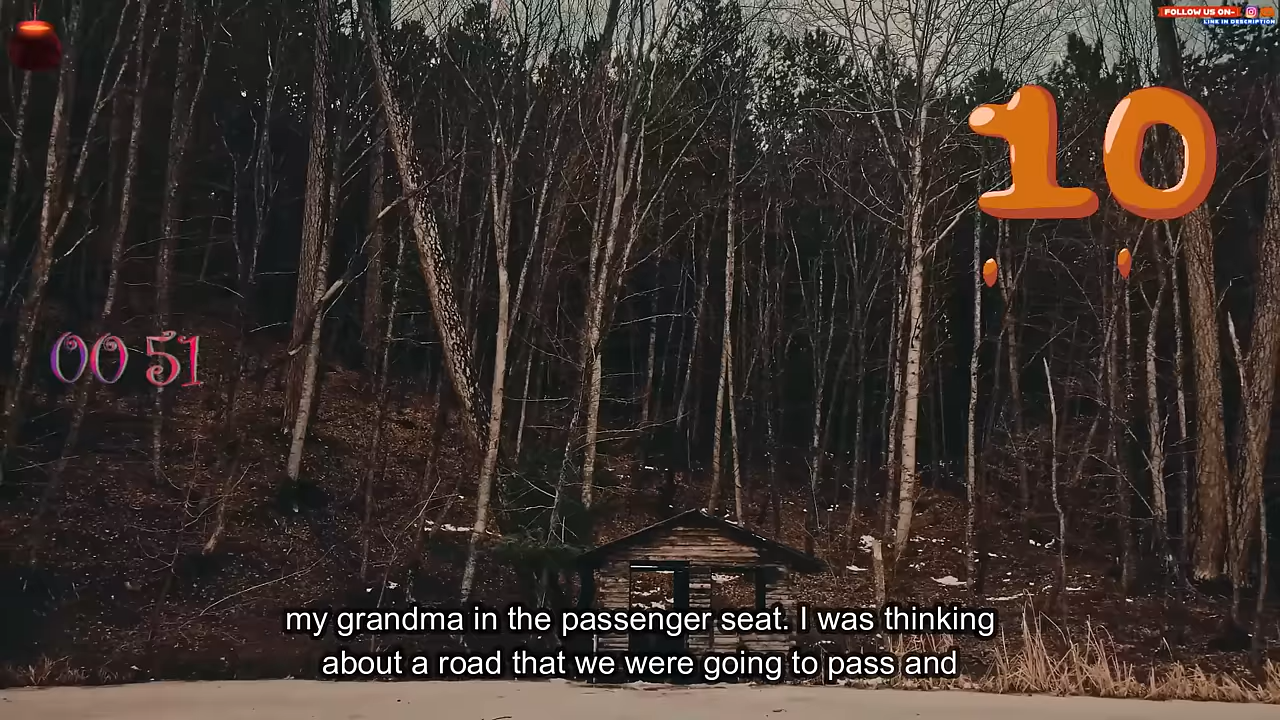 FOLLOW US ON-
LINK IN DESCRIPTION
10
00 51
my grandma in the passenger seat. I was thinking
about a road that we were going to pass and